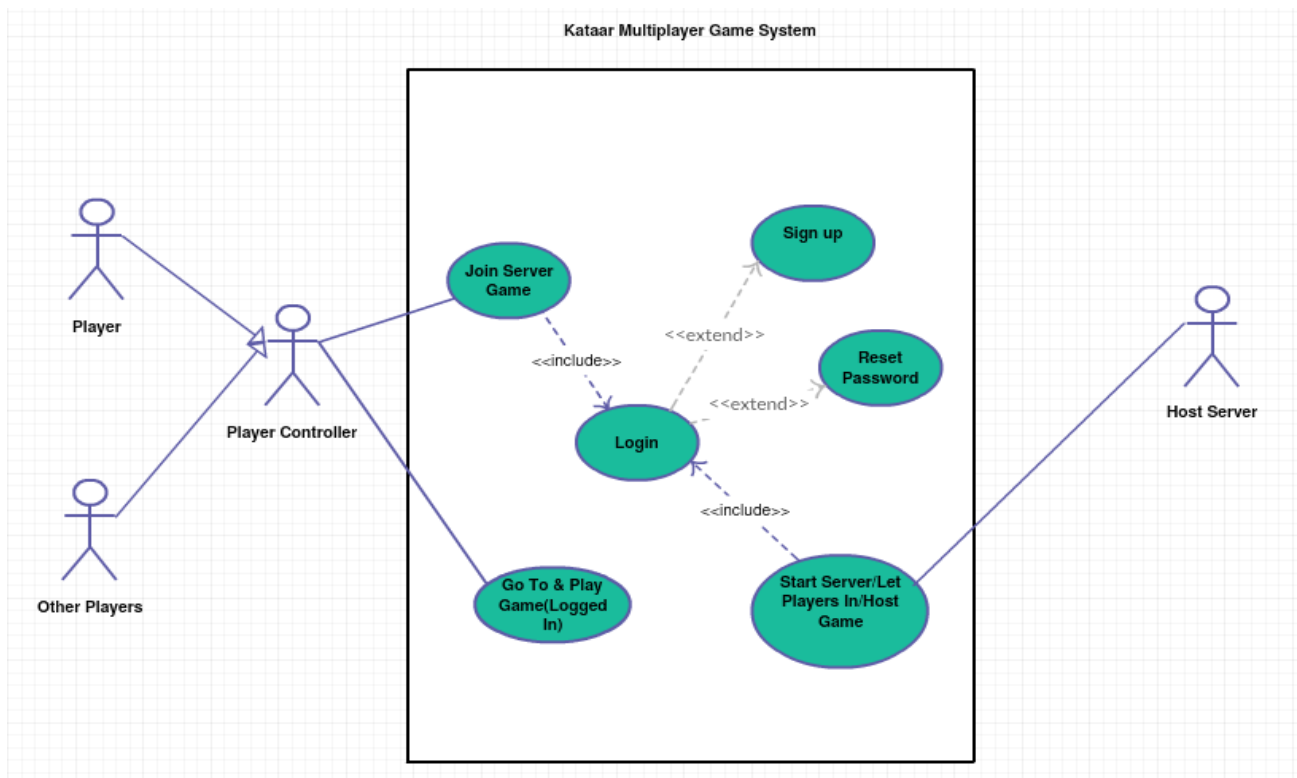 Kataar Multiplayer Game System
Sign up
Join Server
Game
Player
<<extend>>
<<include>>
Reset
Password
<<extend>>
Host Server
Player Controller
Login
<<include>>
Go To & Play
Game(Logged
In)
Start Server/Let
Players In/Host
Game
Other Players